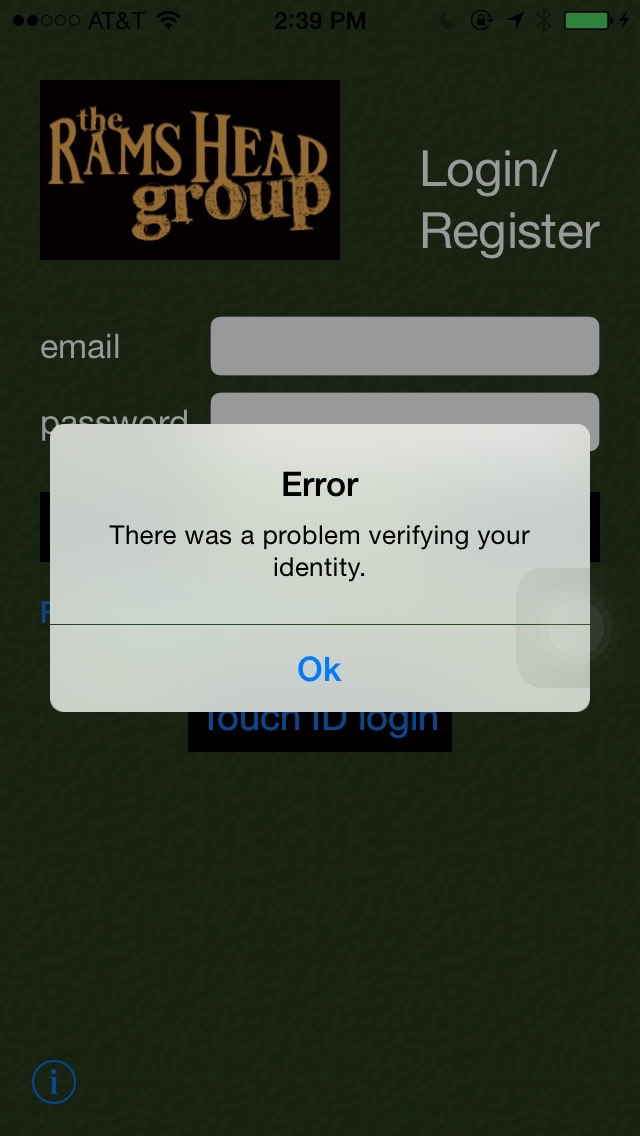 AT&T 2:39 PM
the
RAMS HEAD
group
Login/
Register
email
password
Error
There was a problem verifying your
identity.
Ok
Touch ID login
i